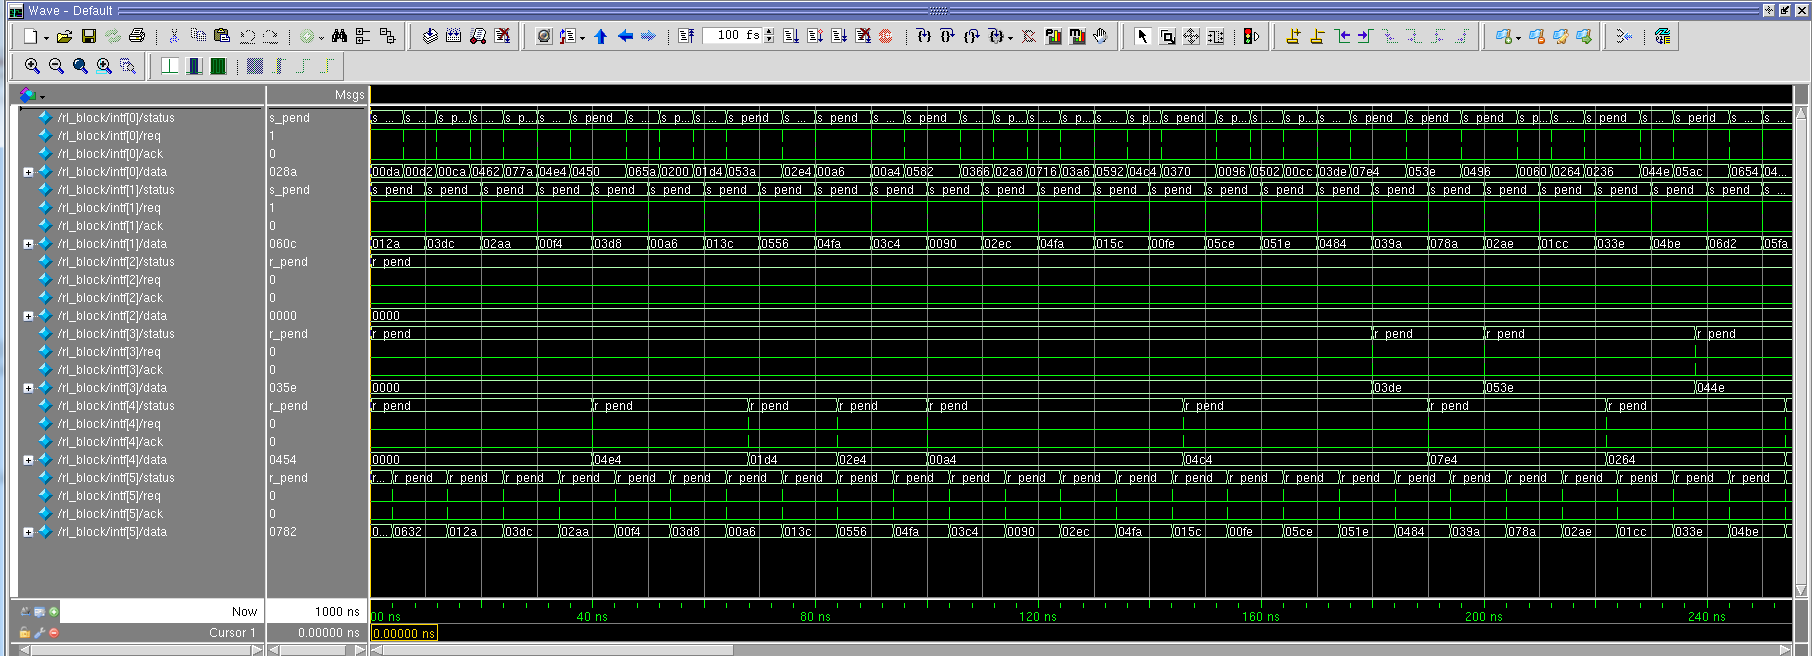 Wave - Default
100 fs
Msgs
/rl_block/intf[0]/status s_pend s ... s ... s p... s ... s p... s ... s pend s ... s ... s ... s pend s ... s pend s ... s pend s ... s ... s ... s ... s ... s ... s pend s ... s ... s ... s ... s pend s pend s pend s p... s ... s pend s ... s pend s ... s ...
/rl_block/intf[0]/req 1
/rl_block/intf[0]/ack 0
/rl_block/intf[0]/data 028a 00da 00d2 00ca 0462 077a 04e4 0450 065a 0200 01d4 053a 02e4 00a6 00a4 0582 0366 02a8 0716 03a6 0592 04c4 0370 0096 0502 00cc 03de 07e4 053e 0496 0060 0264 0236 044e 05ac 0654 04...
/rl_block/intf[1]/status s_pend s pend s pend s pend s pend s pend s pend s pend s pend s pend s pend s pend s pend s pend s pend s pend s pend s pend s pend s pend s pend s pend s pend s pend s pend s pend s ...
/rl_block/intf[1]/req 1
/rl_block/intf[1]/ack 0
/rl_block/intf[1]/data 060c 012a 03dc 02aa 00f4 03d8 00a6 013c 0556 04fa 03c4 0090 02ec 04fa 015c 00fe 05ce 051e 0484 039a 078a 02ae 01cc 033e 04be 06d2 05fa
/rl_block/intf[2]/status r_pend r pend
/rl_block/intf[2]/req 0
/rl_block/intf[2]/ack 0
/rl_block/intf[2]/data 0000 0000
/rl_block/intf[3]/status r_pend r pend r pend r pend r pend
/rl_block/intf[3]/req 0
/rl_block/intf[3]/ack 0
/rl_block/intf[3]/data 035e 0000 03de 053e 044e
/rl_block/intf[4]/status r_pend r pend r pend r pend r pend r pend r pend r pend r pend
/rl_block/intf[4]/req 0
/rl_block/intf[4]/ack 0
/rl_block/intf[4]/data 0454 0000 04e4 01d4 02e4 00a4 04c4 07e4 0264
/rl_block/intf[5]/status r_pend r... r pend r pend r pend r pend r pend r pend r pend r pend r pend r pend r pend r pend r pend r pend r pend r pend r pend r pend r pend r pend r pend r pend r pend r pend r pend
/rl_block/intf[5]/req 0
/rl_block/intf[5]/ack 0
/rl_block/intf[5]/data 0782 0... 0632 012a 03dc 02aa 00f4 03d8 00a6 013c 0556 04fa 03c4 0090 02ec 04fa 015c 00fe 05ce 051e 0484 039a 078a 02ae 01cc 033e 04be
Now 1000 ns 00 ns 40 ns 80 ns 120 ns 160 ns 200 ns 240 ns
Cursor 1 0.00000 ns 0.00000 ns